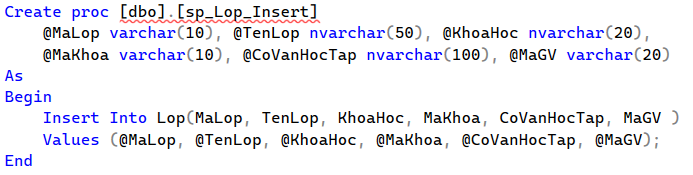 Create proc [dbo].[sp_Lop_Insert]
@MaLop varchar(10), @TenLop nvarchar(50), @KhoaHoc nvarchar(20),
@MaKhoa varchar(10), @CoVanHocTap nvarchar(100), @MaGV varchar(20)
As
Begin
Insert Into Lop(MaLop, TenLop, KhoaHoc, MaKhoa, CoVanHocTap, MaGV )
Values (@MaLop, @TenLop, @KhoaHoc, @MaKhoa, @CoVanHocTap, @MaGV);
End